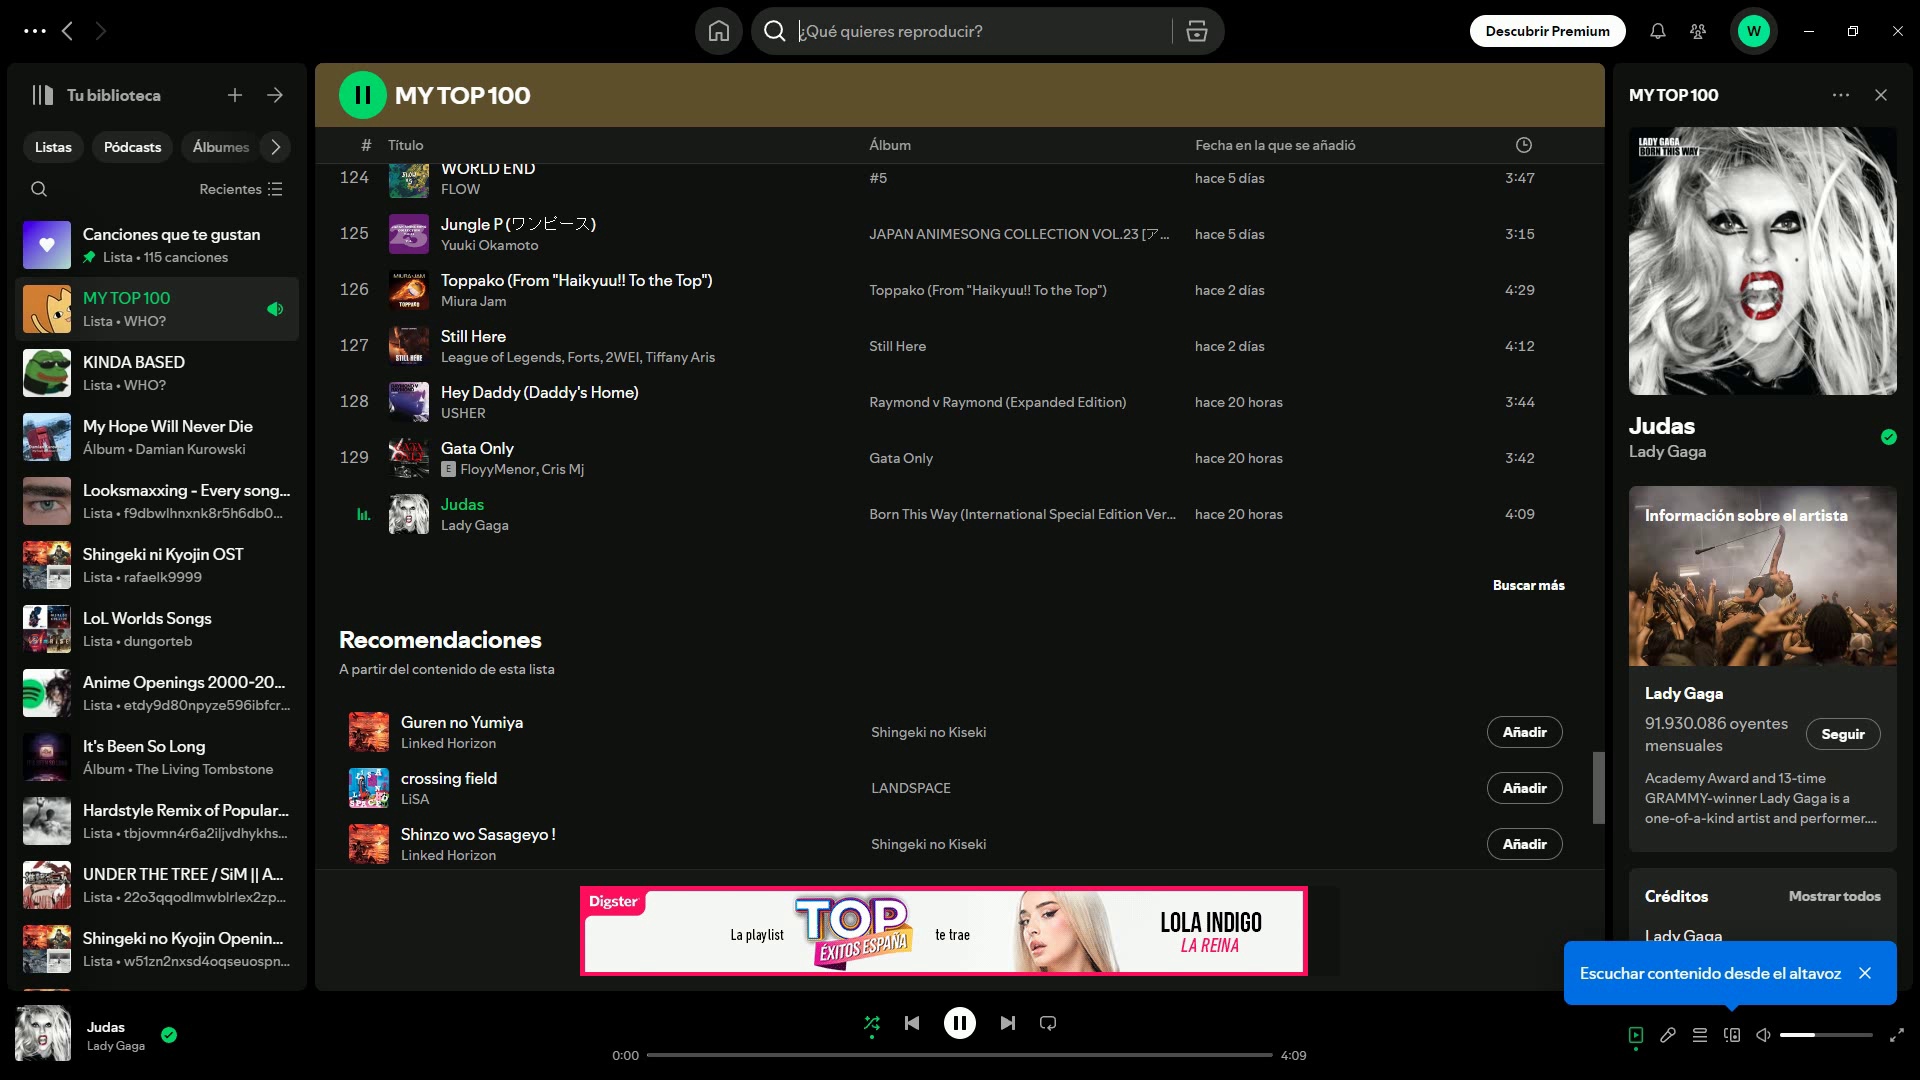 ¿Qué quieres reproducir?
Descubrir Premium
W
Tu biblioteca
Listas
Pódcasts
Álbumes
Recientes
Canciones que te gustan
Lista • 115 canciones
MY TOP 100
Lista • WHO?
KINDA BASED
Lista • WHO?
My Hope Will Never Die
Álbum • Damian Kurowski
Looksmaxxing - Every song...
Lista • f9dbwlhnxnk8r5h6db0...
Shingeki ni Kyojin OST
Lista • rafaelk9999
LoL Worlds Songs
Lista • dungorteb
Anime Openings 2000-20...
Lista • etdy9d80npyze596ibfcr...
It's Been So Long
Álbum • The Living Tombstone
Hardstyle Remix of Popular...
Lista • tbjovmn4r6a2iljvdhykhs...
UNDER THE TREE / SiM || A...
Lista • 22o3qqodlmwblrlex2zp...
Shingeki no Kyojin Openin...
Lista • w51zn2nxsd4oqseuospn...
MY TOP 100
# Título Álbum Fecha en la que se añadió
124 WORLD END #5 hace 5 días 3:47
FLOW
125 Jungle P (ワンピース) JAPAN ANIMESONG COLLECTION VOL.23 [ア... hace 5 días 3:15
Yuuki Okamoto
126 Toppako (From "Haikyuu!! To the Top") Toppako (From "Haikyuu!! To the Top") hace 2 días 4:29
Miura Jam
127 Still Here Still Here hace 2 días 4:12
League of Legends, Forts, 2WEI, Tiffany Aris
128 Hey Daddy (Daddy's Home) Raymond v Raymond (Expanded Edition) hace 20 horas 3:44
USHER
129 Gata Only Gata Only hace 20 horas 3:42
E FloyyMenor, Cris Mj
Judas Born This Way (International Special Edition Ver... hace 20 horas 4:09
Lady Gaga
Buscar más
Recomendaciones
A partir del contenido de esta lista
Guren no Yumiya Shingeki no Kiseki Añadir
Linked Horizon
crossing field LANDSPACE Añadir
LiSA
Shinzo wo Sasageyo ! Shingeki no Kiseki Añadir
Linked Horizon
Digster
La playlist TOP ÉXITOS ESPAÑA te trae
LOLA INDIGO
LA REINA
MY TOP 100
LADY GAGA
BORN THIS WAY
Judas
Lady Gaga
Información sobre el artista
Lady Gaga
91.930.086 oyentes
mensuales
Seguir
Academy Award and 13-time
GRAMMY-winner Lady Gaga is a
one-of-a-kind artist and performer....
Créditos Mostrar todos
Lady Gaga
Escuchar contenido desde el altavoz
Judas
Lady Gaga
0:00 4:09